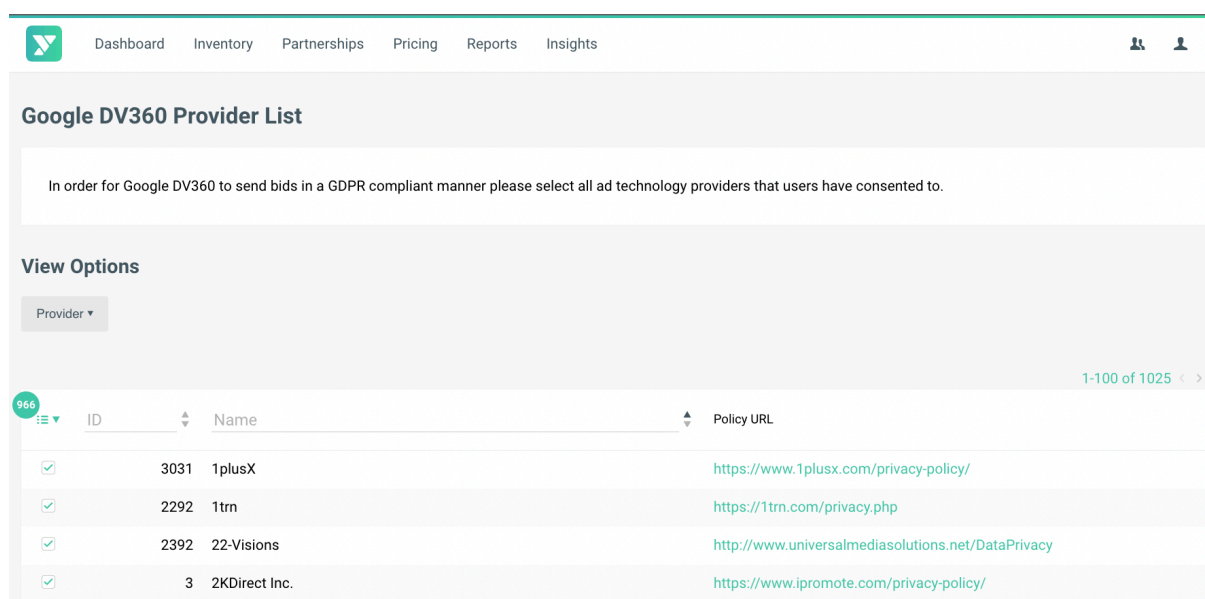 Dashboard Inventory Partnerships Pricing Reports Insights
Google DV360 Provider List
In order for Google DV360 to send bids in a GDPR compliant manner please select all ad technology providers that users have consented to.
View Options
Provider ▾
1-100 of 1025 < >
966
ID Name Policy URL
3031 1plusX https://www.1plusx.com/privacy-policy/
2292 1trn https://1trn.com/privacy.php
2392 22-Visions http://www.universalmediasolutions.net/DataPrivacy
3 2KDirect Inc. https://www.ipromote.com/privacy-policy/